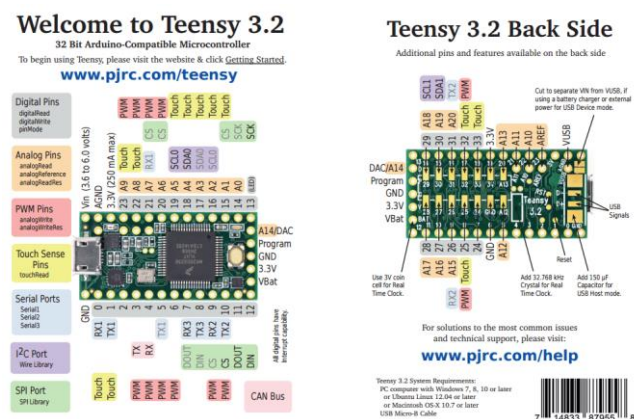 Welcome to Teensy 3.2
32 Bit Arduino-Compatible Microcontroller
To begin using Teensy, please visit the website & click Getting Started.
www.pjrc.com/teensy
Digital Pins
digitalRead
digitalWrite
pinMode
Analog Pins
analogRead
analogReference
analogReadRes
PWM Pins
analogWrite
analogWriteRes
Touch Sense
Pins
touchRead
Serial Ports
Serial1
Serial2
Serial3
I²C Port
Wire Library
SPI Port
SPI Library
PWM PWM PWM PWM Touch Touch Touch Touch
CS CS CS SCK SCK
Touch Touch RX1 SCL0 SDA0 SDA0 SCL0
Vin (3.6 to 6.0 volts) AGND 3.3V (250 mA max) A9 A8 A7 A6 A5 A4 A3 A2 A1 A0 (LED)
23 22 21 20 19 18 17 16 15 14 13
A14/DAC
Program
GND
3.3V
VBat
GND 0 1 2 3 4 5 6 7 8 9 10 11 12
RX1 TX1 TX RX TX1 RX3 TX3 RX2 TX2
DOUT DIN CS CS DOUT DIN
Touch Touch PWM PWM PWM PWM PWM PWM
All digital pins have
Interrupt capability.
CAN Bus
Teensy 3.2 Back Side
Additional pins and features available on the back side
www.pjrc.com/help
SCL1 SDA1 TX2 PWM
A18 A19 A20 Touch Touch 3.3V A13 A11 A10 AREF VUSB
29 30 31 32 33
Cut to separate VIN from VUSB, if
using a battery charger or external
power for USB Device mode.
DAC/A14
Program
GND
3.3V
VBat
Teensy
3.2
USB
Signals
28 27 26 25 24 GND A12
A17 A16 A15 Touch
RX2 PWM
Reset
Use 3V coin
cell for Real
Time Clock.
Add 32.768 kHz
Crystal for Real
Time Clock.
Add 150 µF
Capacitor for
USB Host mode.
For solutions to the most common issues
and technical support, please visit:
www.pjrc.com/help
Teensy 3.2 System Requirements:
PC computer with Windows 7, 8, 10 or later
or Ubuntu Linux 12.04 or later
or Macintosh OS-X 10.7 or later
USB Micro-B Cable